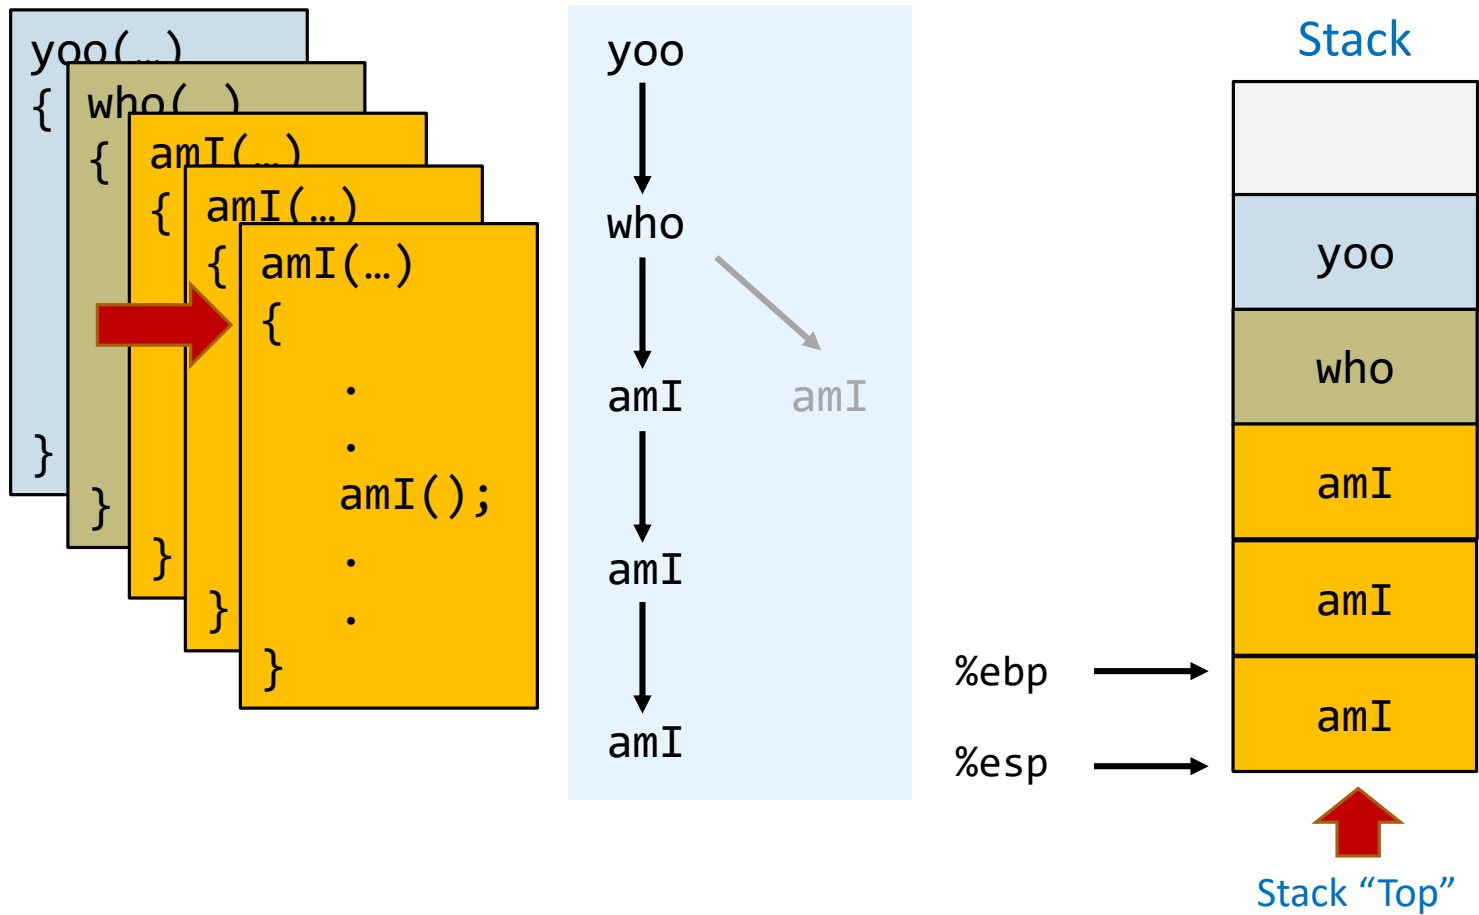 yoo(…)
{
}
who(…)
{
}
amI(…)
{
}
amI(…)
{
}
amI(…)
{
.
.
amI();
.
.
}
yoo
who
amI
amI
amI
amI
Stack
yoo
who
amI
amI
amI
%ebp
%esp
Stack “Top”